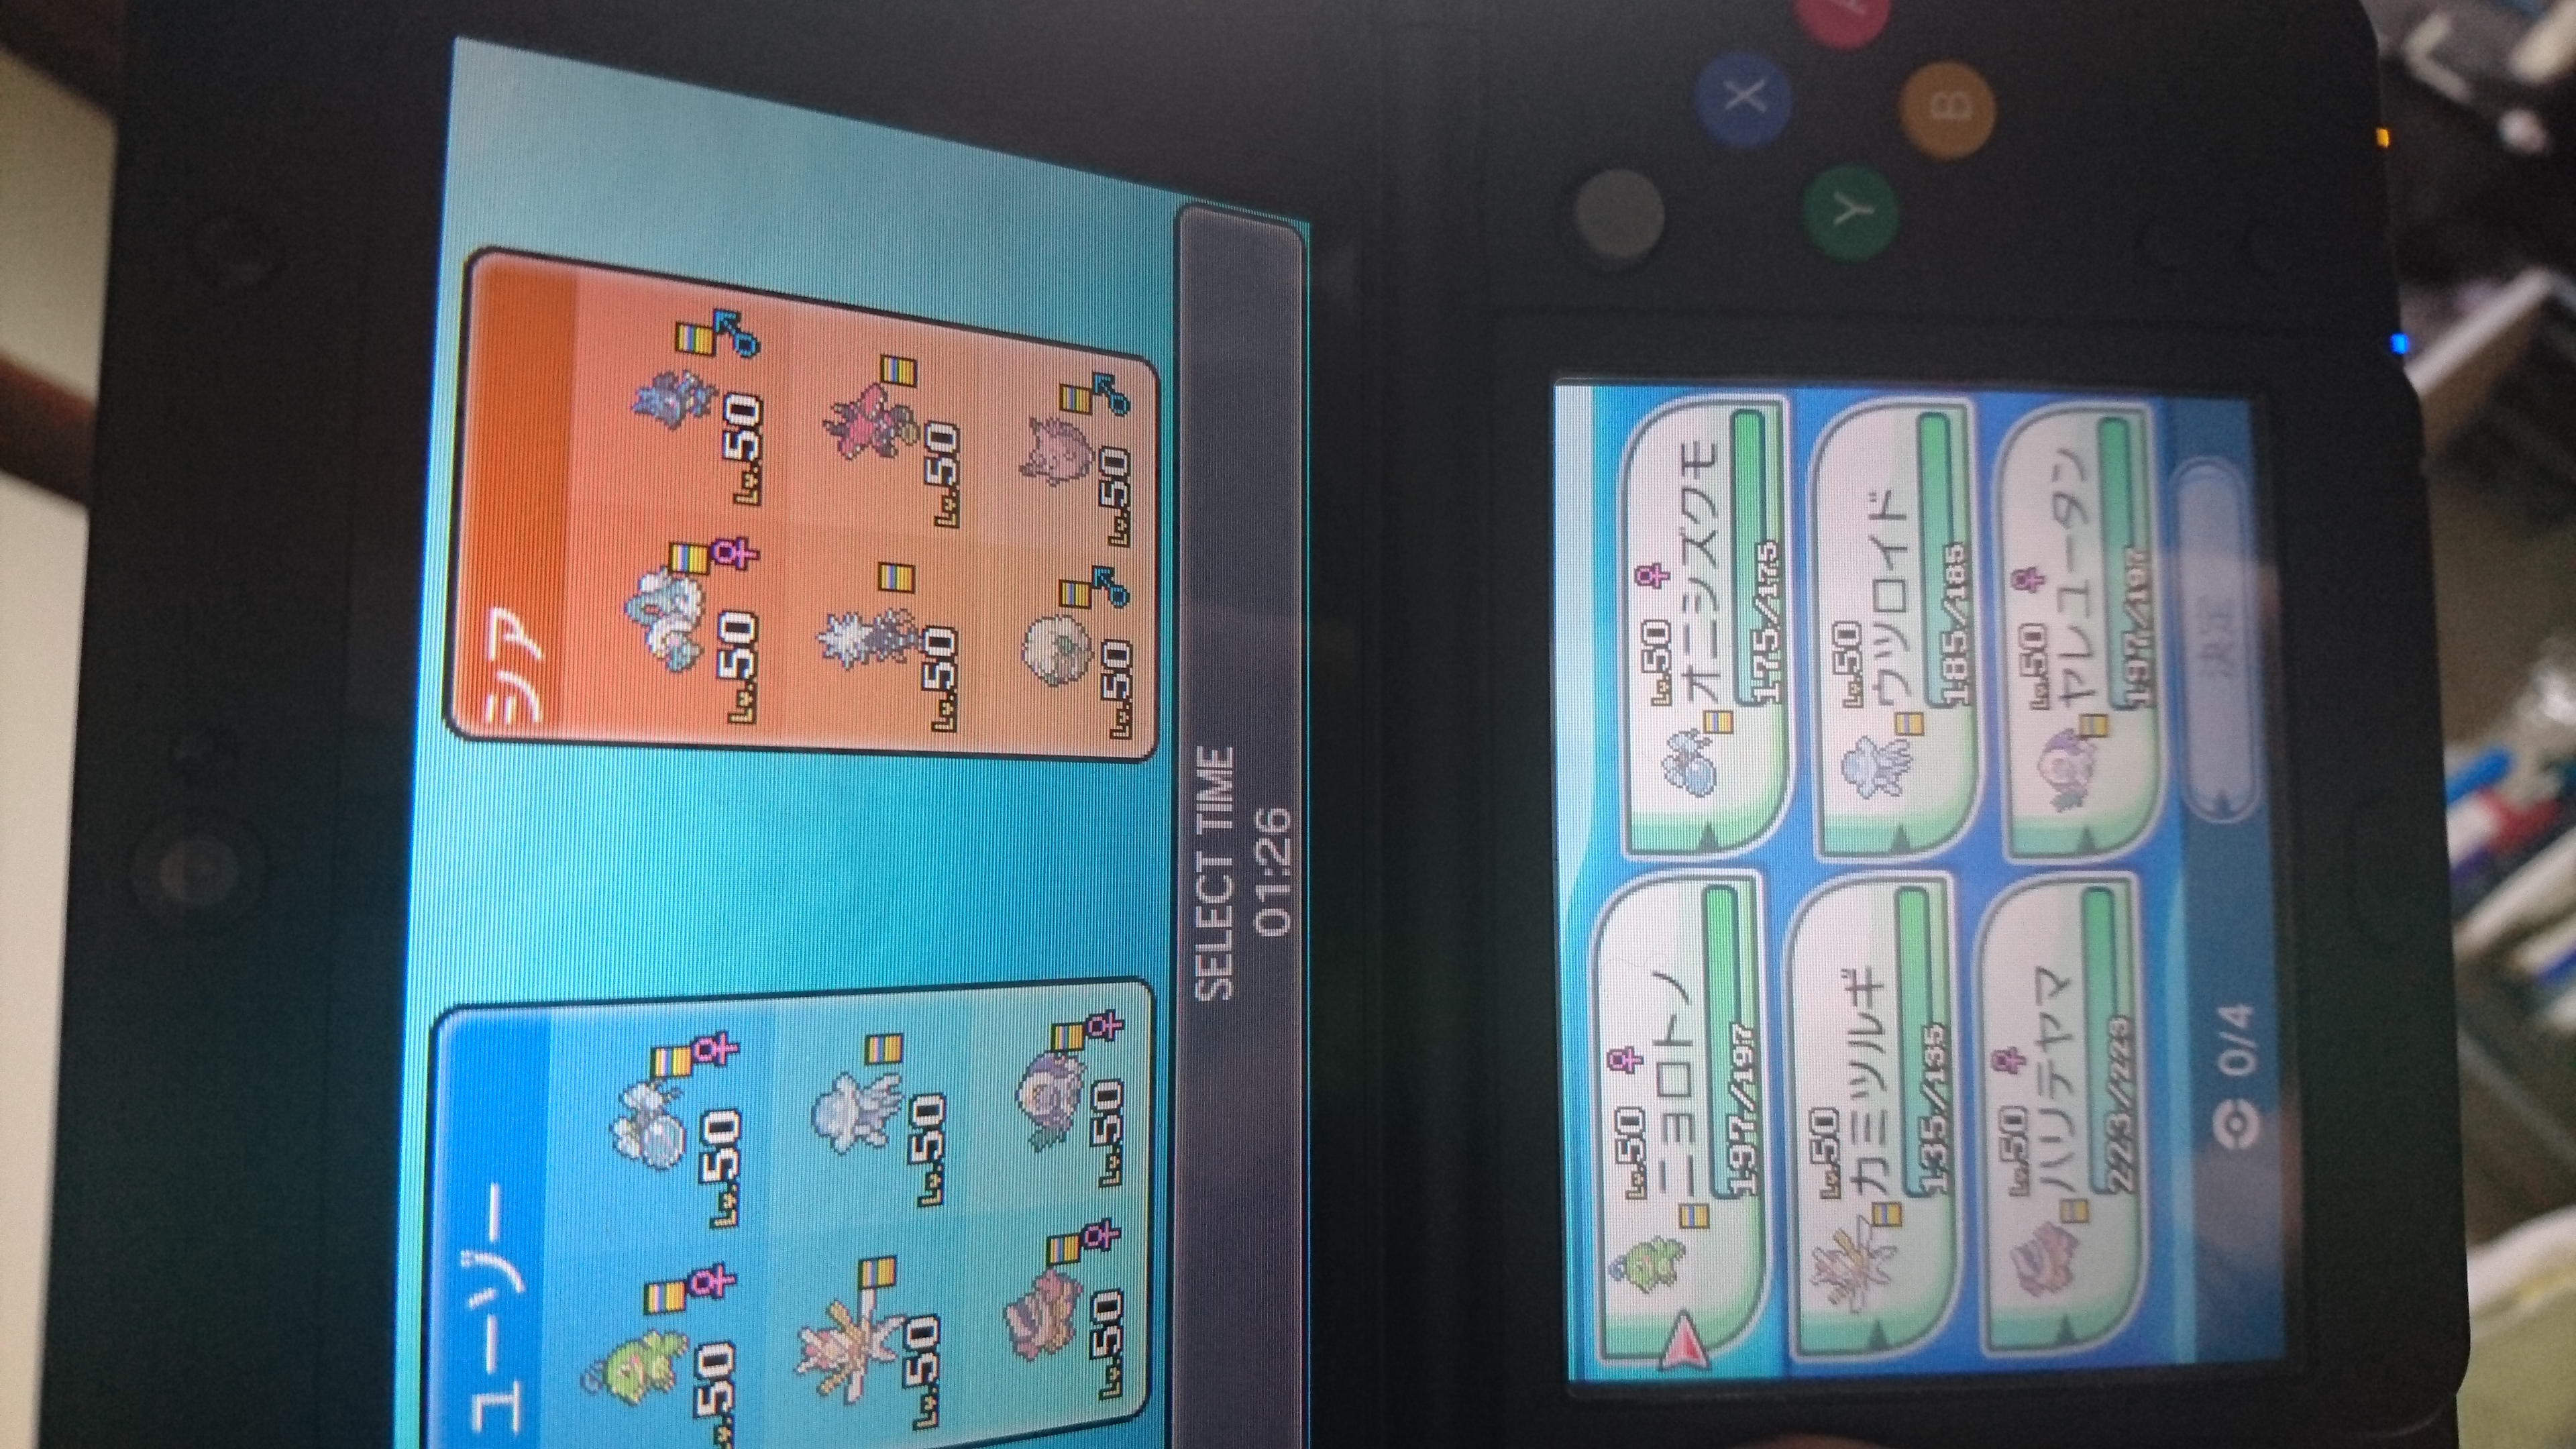 ユーゾー
Lv.50 ♀ Lv.50 ♀
Lv.50 Lv.50
Lv.50 ♀ Lv.50 ♀
シア
Lv.50 ♀ Lv.50 ♂
Lv.50 Lv.50
Lv.50 ♂ Lv.50 ♂
SELECT TIME
01:26
Lv.50 ♀
ニョロトノ
197/197
Lv.50 ♀
オニシズクモ
175/175
Lv.50
カミツルギ
135/135
Lv.50
ウツロイド
185/185
Lv.50 ♀
ハリテヤマ
223/223
Lv.50 ♀
ヤレユータン
197/197
0/4
決定
X
Y
A
B